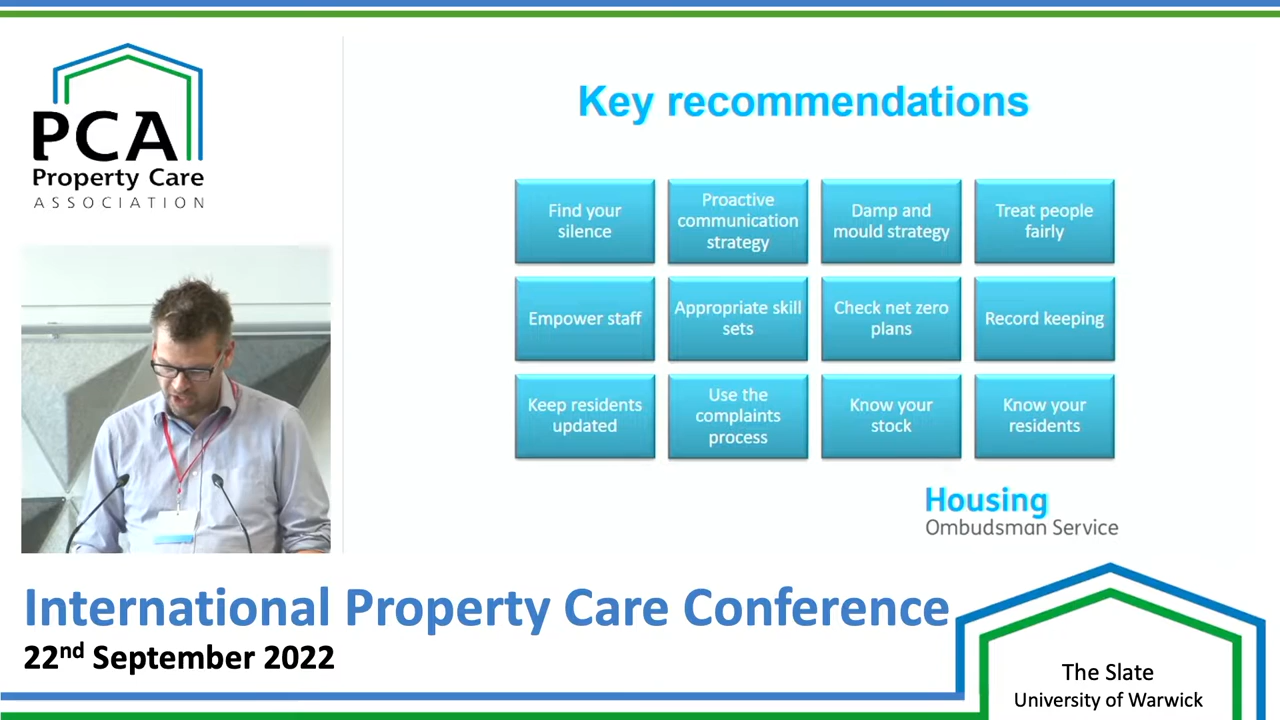 PCA
Property Care
ASSOCIATION
Key recommendations
Find your
silence
Proactive
communication
strategy
Damp and
mould strategy
Treat people
fairly
Empower staff
Appropriate skill
sets
Check net zero
plans
Record keeping
Keep residents
updated
Use the
complaints
process
Know your
stock
Know your
residents
Housing
Ombudsman Service
International Property Care Conference
22nd September 2022
The Slate
University of Warwick